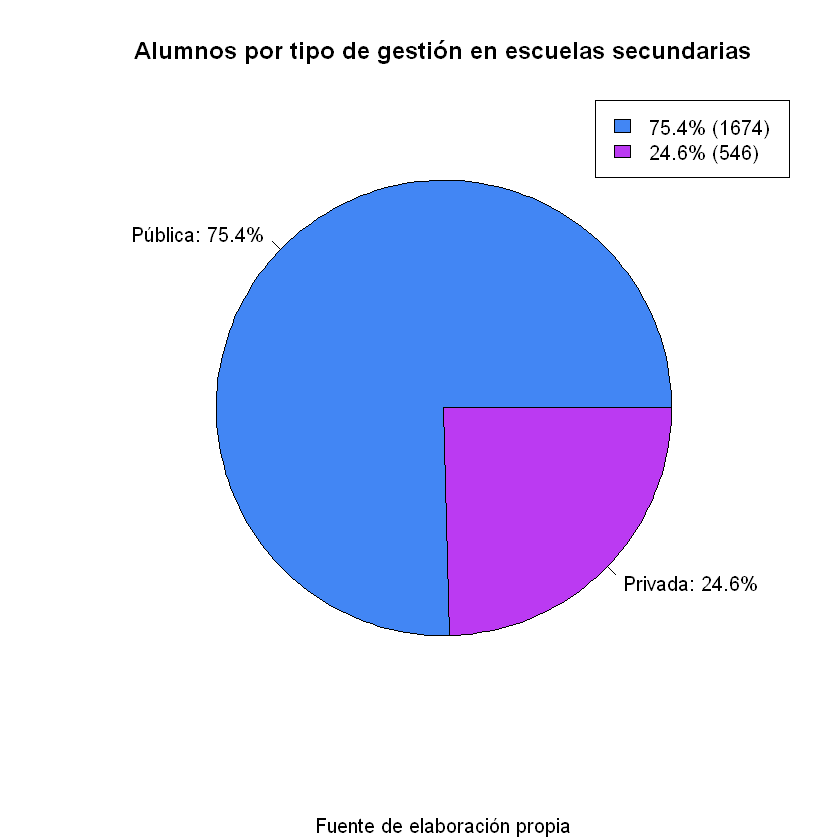 Alumnos por tipo de gestión en escuelas secundarias
75.4% (1674)
24.6% (546)
Pública: 75.4%
Privada: 24.6%
Fuente de elaboración propia